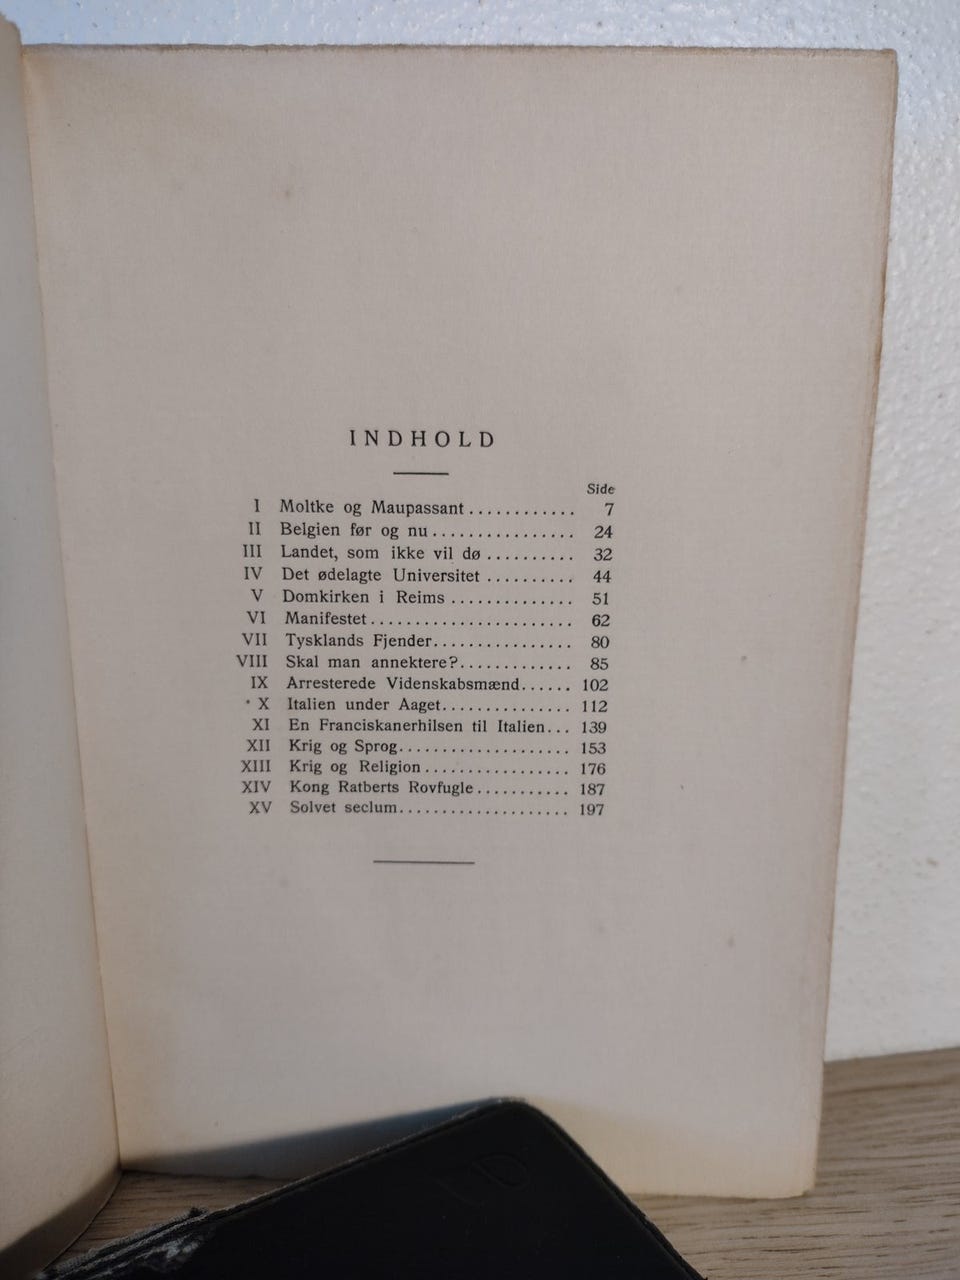 INDHOLD
Side
I Moltke og Maupassant ............ 7
II Belgien før og nu ................ 24
III Landet, som ikke vil dø .......... 32
IV Det ødelagte Universitet .......... 44
V Domkirken i Reims .............. 51
VI Manifestet ....................... 62
VII Tysklands Fjender ................ 80
VIII Skal man annektere? ............. 85
IX Arresterede Videnskabsmænd ...... 102
X Italien under Aaget ............... 112
XI En Franciskanerhilsen til Italien ... 139
XII Krig og Sprog .................... 153
XIII Krig og Religion ................. 176
XIV Kong Ratberts Rovfugle ........... 187
XV Solvet seclum .................... 197